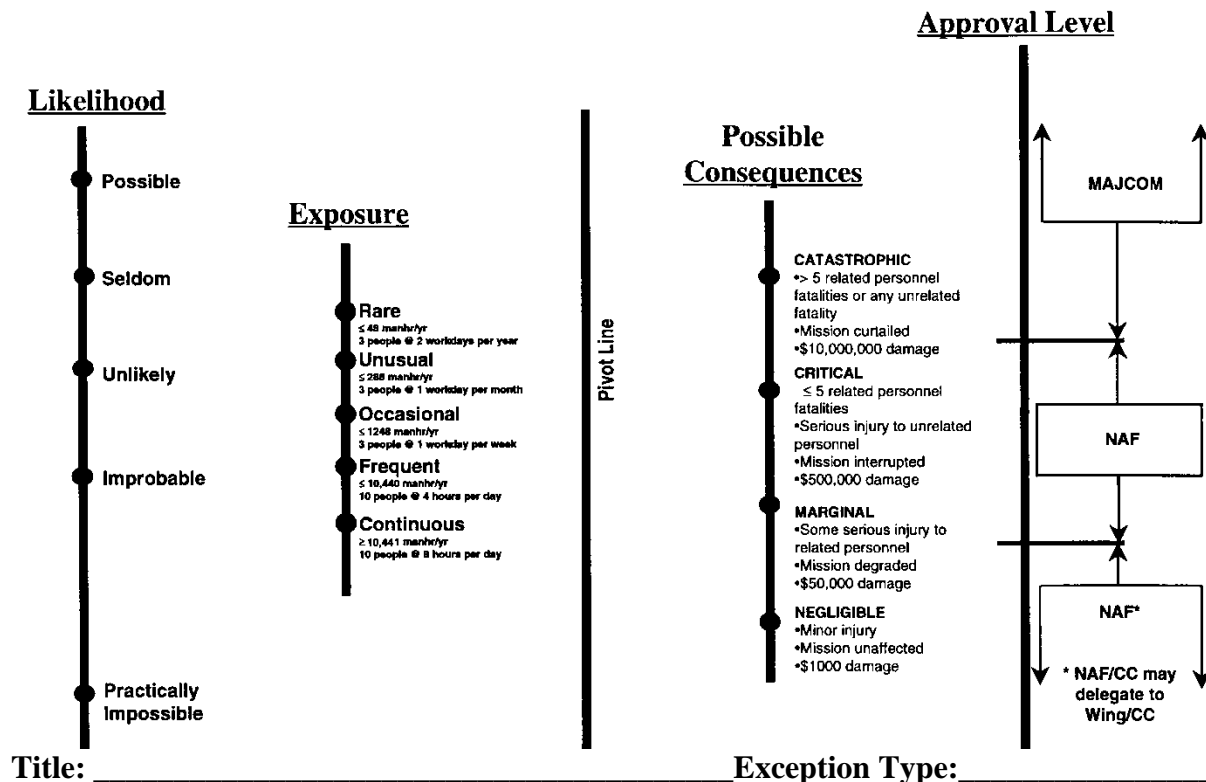 Approval Level
Likelihood
Possible
Seldom
Unlikely
Improbable
Practically
Impossible
Exposure
Rare
≤ 48 manhr/yr
3 people @ 2 workdays per year
Unusual
≤ 288 manhr/yr
3 people @ 1 workday per month
Occasional
≤ 1248 manhr/yr
3 people @ 1 workday per week
Frequent
≤ 10,440 manhr/yr
10 people @ 4 hours per day
Continuous
≥ 10,441 manhr/yr
10 people @ 8 hours per day
Pivot Line
Possible
Consequences
CATASTROPHIC
•> 5 related personnel
fatalities or any unrelated
fatality
•Mission curtailed
•$10,000,000 damage
CRITICAL
≤ 5 related personnel
fatalities
•Serious injury to unrelated
personnel
•Mission interrupted
•$500,000 damage
MARGINAL
•Some serious injury to
related personnel
•Mission degraded
•$50,000 damage
NEGLIGIBLE
•Minor injury
•Mission unaffected
•$1000 damage
MAJCOM
NAF
NAF*
* NAF/CC may
delegate to
Wing/CC
Title: ______________________________Exception Type:____________